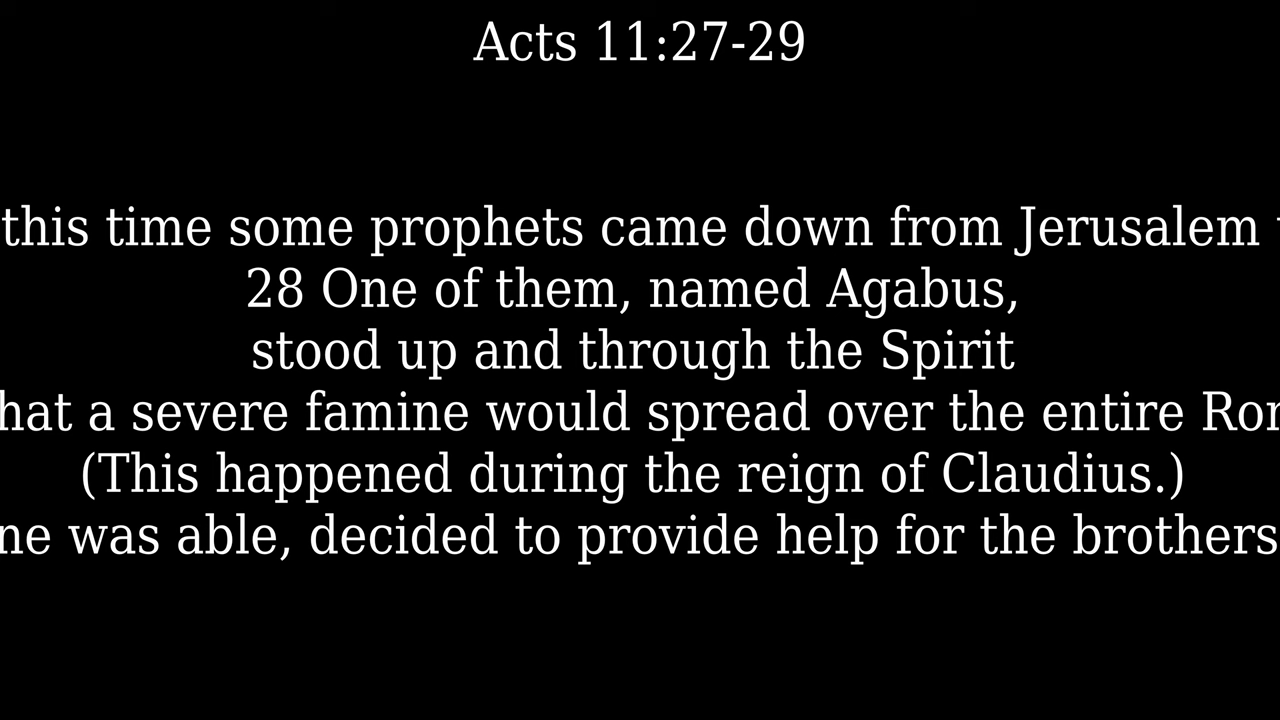 Acts 11:27-29
this time some prophets came down from Jerusalem
28 One of them, named Agabus,
stood up and through the Spirit
hat a severe famine would spread over the entire Ror
(This happened during the reign of Claudius.)
ne was able, decided to provide help for the brothers